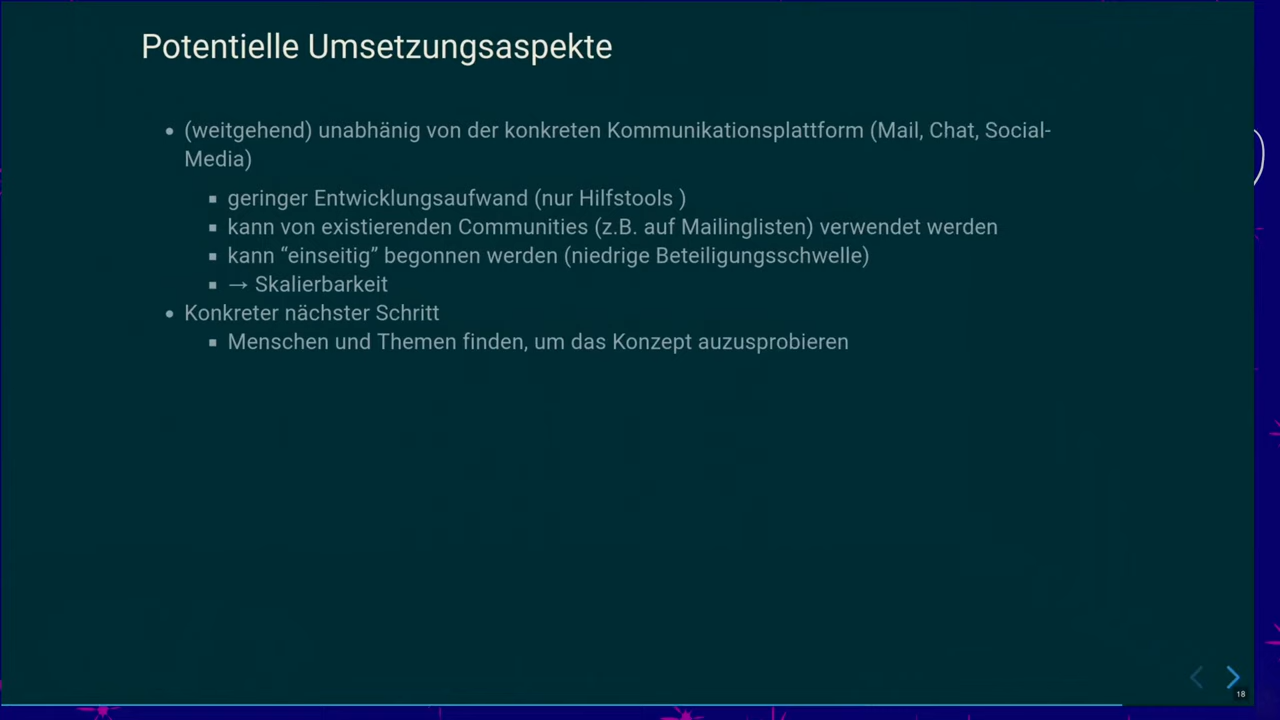 Potentielle Umsetzungsaspekte
• (weitgehend) unabhänig von der konkreten Kommunikationsplattform (Mail, Chat, Social-
Media)
▪ geringer Entwicklungsaufwand (nur Hilfstools )
▪ kann von existierenden Communities (z.B. auf Mailinglisten) verwendet werden
▪ kann “einseitig” begonnen werden (niedrige Beteiligungsschwelle)
▪ → Skalierbarkeit
• Konkreter nächster Schritt
▪ Menschen und Themen finden, um das Konzept auzusprobieren
18